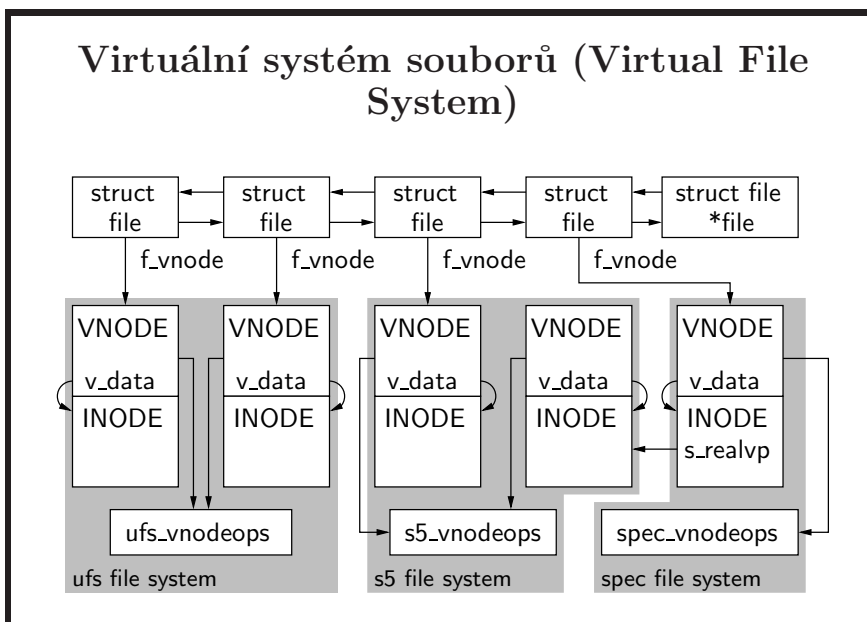 Virtuální systém souborů (Virtual File
System)
struct
file
struct
file
struct
file
struct
file
struct file
*file
f_vnode
f_vnode
f_vnode
f_vnode
VNODE
v_data
INODE
VNODE
v_data
INODE
VNODE
v_data
INODE
VNODE
v_data
INODE
VNODE
v_data
INODE
s_realvp
ufs_vnodeops
s5_vnodeops
spec_vnodeops
ufs file system
s5 file system
spec file system